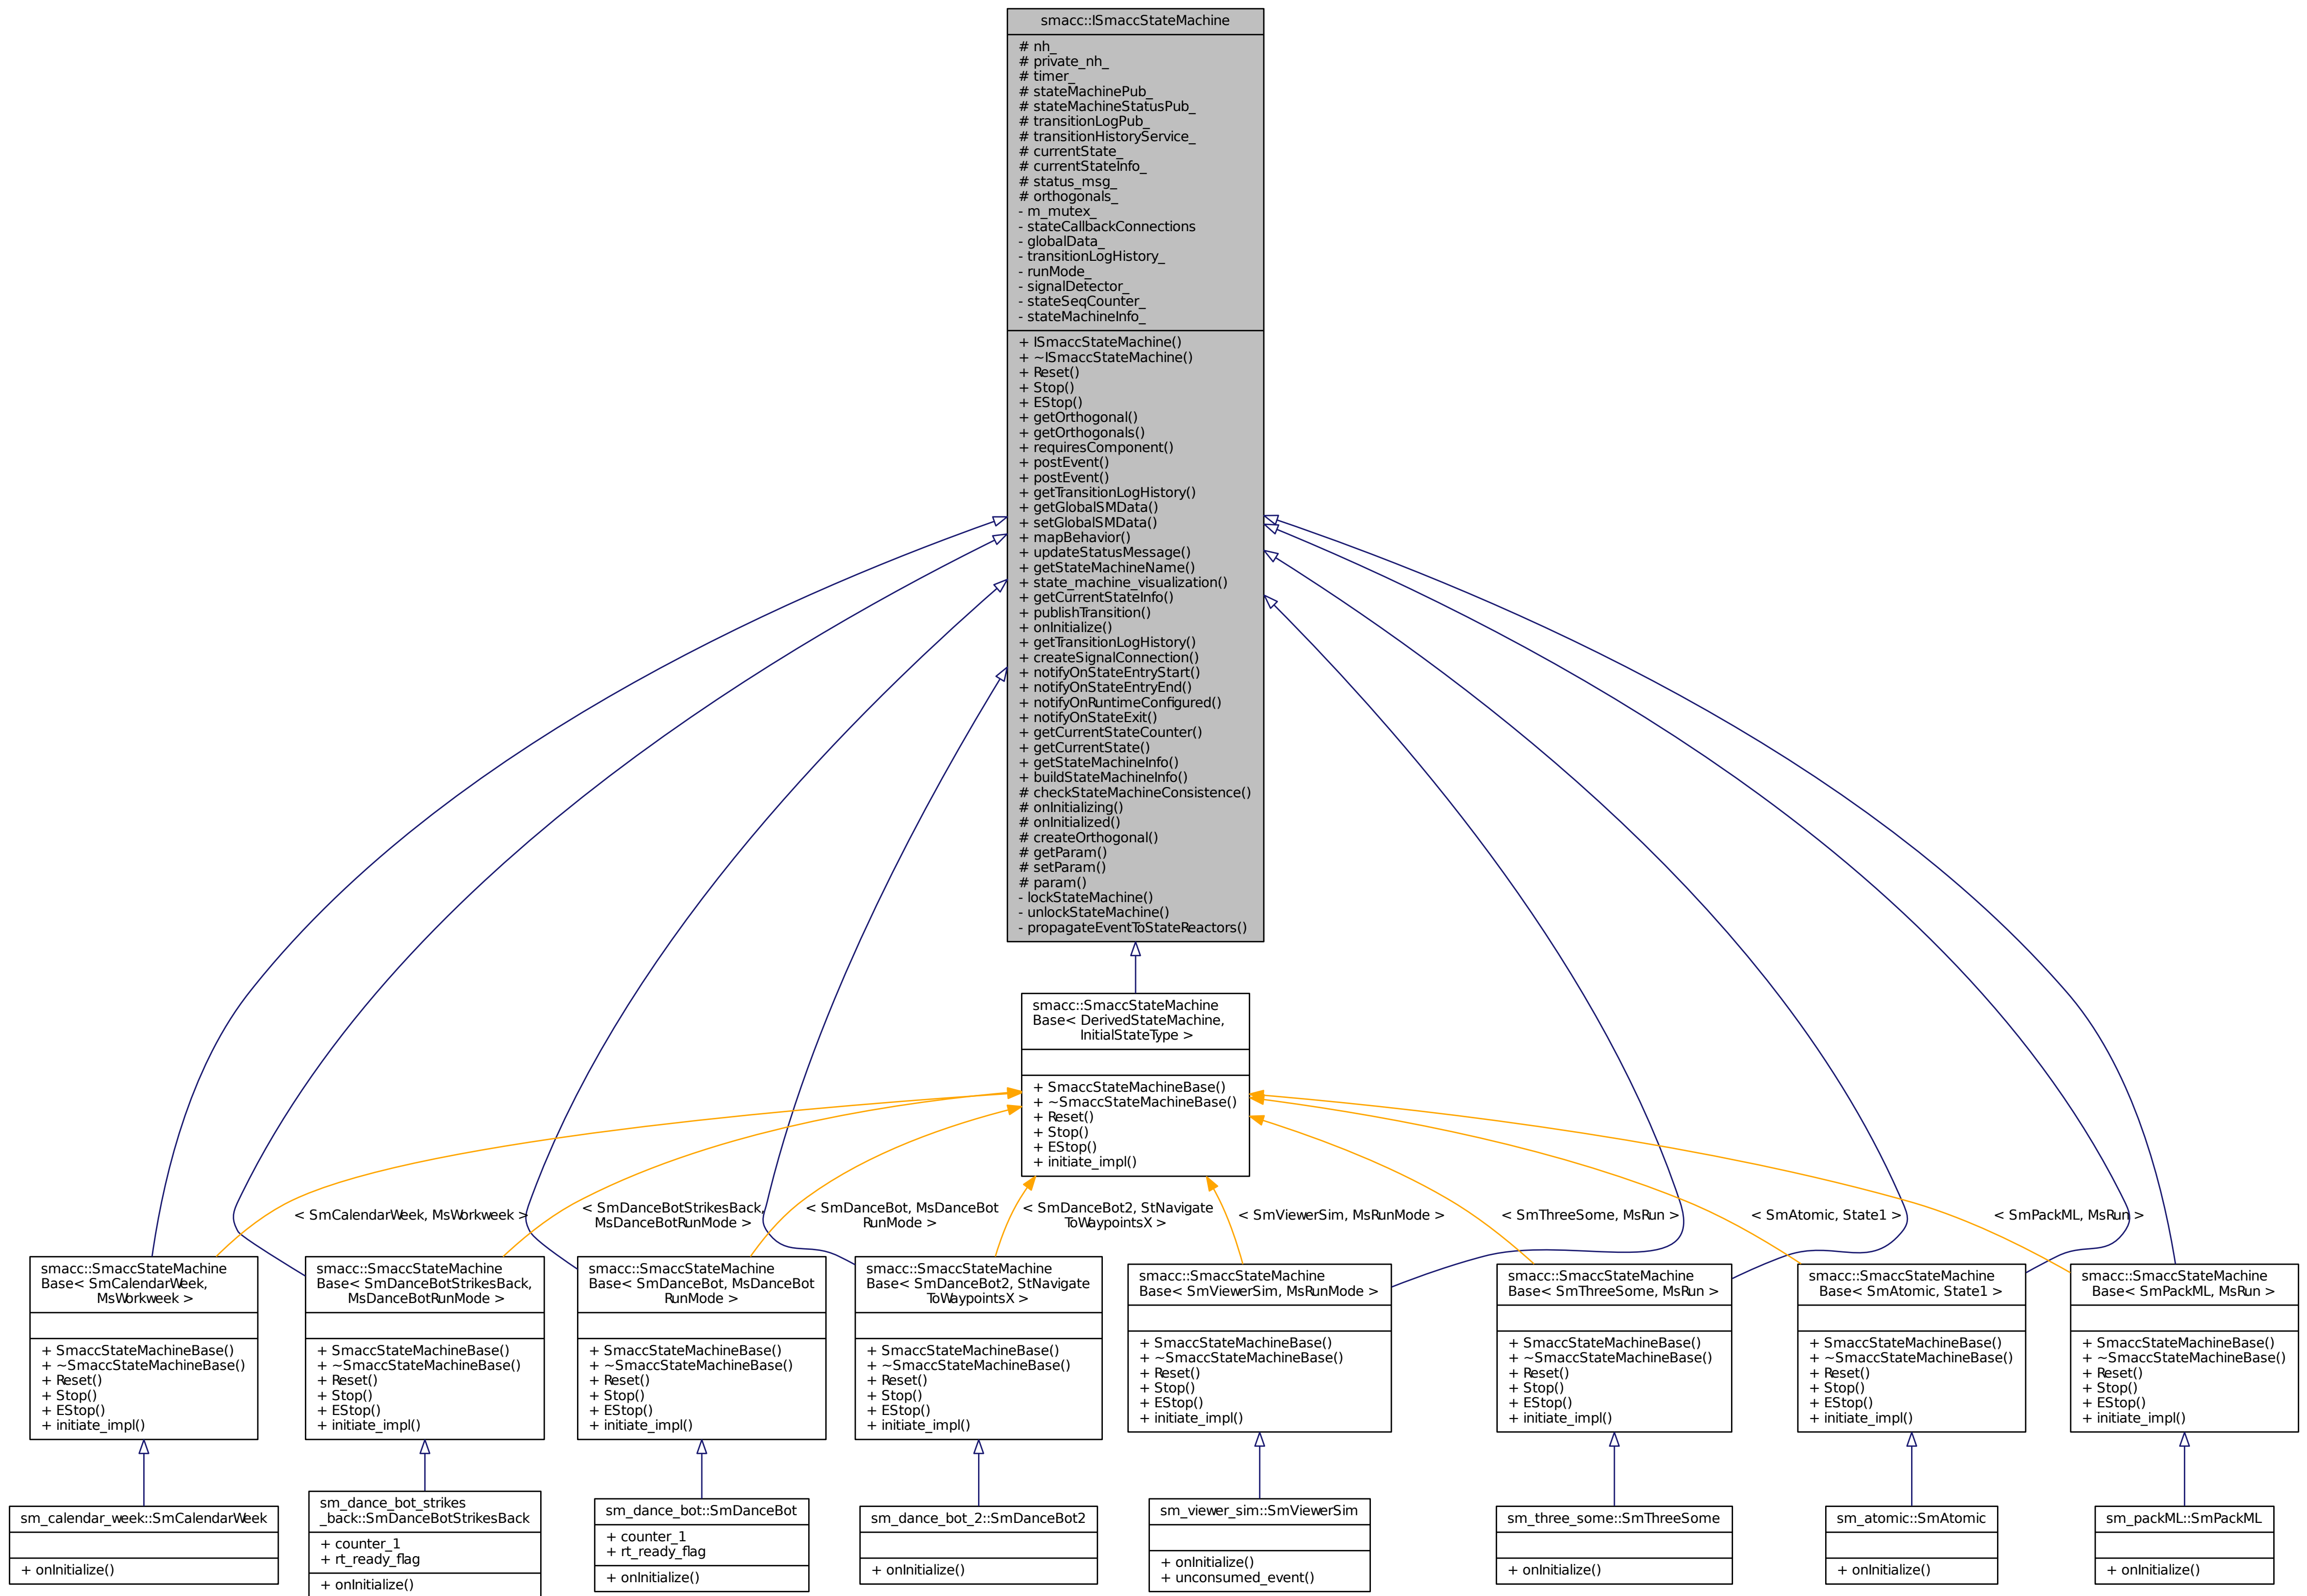 smacc::ISmaccStateMachine
# nh_
# private_nh_
# timer_
# stateMachinePub_
# stateMachineStatusPub_
# transitionLogPub_
# transitionHistoryService_
# currentState_
# currentStateInfo_
# status_msg_
# orthogonals_
- m_mutex_
- stateCallbackConnections
- globalData_
- transitionLogHistory_
- runMode_
- signalDetector_
- stateSeqCounter_
- stateMachineInfo_
+ ISmaccStateMachine()
+ ~ISmaccStateMachine()
+ Reset()
+ Stop()
+ EStop()
+ getOrthogonal()
+ getOrthogonals()
+ requiresComponent()
+ postEvent()
+ postEvent()
+ getTransitionLogHistory()
+ getGlobalSMData()
+ setGlobalSMData()
+ mapBehavior()
+ updateStatusMessage()
+ getStateMachineName()
+ state_machine_visualization()
+ getCurrentStateInfo()
+ publishTransition()
+ onInitialize()
+ getTransitionLogHistory()
+ createSignalConnection()
+ notifyOnStateEntryStart()
+ notifyOnStateEntryEnd()
+ notifyOnRuntimeConfigured()
+ notifyOnStateExit()
+ getCurrentStateCounter()
+ getCurrentState()
+ getStateMachineInfo()
+ buildStateMachineInfo()
# checkStateMachineConsistence()
# onInitializing()
# onInitialized()
# createOrthogonal()
# getParam()
# setParam()
# param()
- lockStateMachine()
- unlockStateMachine()
- propagateEventToStateReactors()
smacc::SmaccStateMachine
Base< DerivedStateMachine,
InitialStateType >
+ SmaccStateMachineBase()
+ ~SmaccStateMachineBase()
+ Reset()
+ Stop()
+ EStop()
+ initiate_impl()
< SmCalendarWeek, MsWorkweek >
< SmDanceBotStrikesBack,
MsDanceBotRunMode >
< SmDanceBot, MsDanceBot
RunMode >
< SmDanceBot2, StNavigate
ToWaypointsX >
< SmViewerSim, MsRunMode >
< SmThreeSome, MsRun >
< SmAtomic, State1 >
< SmPackML, MsRun >
smacc::SmaccStateMachine
Base< SmCalendarWeek,
MsWorkweek >
+ SmaccStateMachineBase()
+ ~SmaccStateMachineBase()
+ Reset()
+ Stop()
+ EStop()
+ initiate_impl()
smacc::SmaccStateMachine
Base< SmDanceBotStrikesBack,
MsDanceBotRunMode >
+ SmaccStateMachineBase()
+ ~SmaccStateMachineBase()
+ Reset()
+ Stop()
+ EStop()
+ initiate_impl()
smacc::SmaccStateMachine
Base< SmDanceBot, MsDanceBot
RunMode >
+ SmaccStateMachineBase()
+ ~SmaccStateMachineBase()
+ Reset()
+ Stop()
+ EStop()
+ initiate_impl()
smacc::SmaccStateMachine
Base< SmDanceBot2, StNavigate
ToWaypointsX >
+ SmaccStateMachineBase()
+ ~SmaccStateMachineBase()
+ Reset()
+ Stop()
+ EStop()
+ initiate_impl()
smacc::SmaccStateMachine
Base< SmViewerSim, MsRunMode >
+ SmaccStateMachineBase()
+ ~SmaccStateMachineBase()
+ Reset()
+ Stop()
+ EStop()
+ initiate_impl()
smacc::SmaccStateMachine
Base< SmThreeSome, MsRun >
+ SmaccStateMachineBase()
+ ~SmaccStateMachineBase()
+ Reset()
+ Stop()
+ EStop()
+ initiate_impl()
smacc::SmaccStateMachine
Base< SmAtomic, State1 >
+ SmaccStateMachineBase()
+ ~SmaccStateMachineBase()
+ Reset()
+ Stop()
+ EStop()
+ initiate_impl()
smacc::SmaccStateMachine
Base< SmPackML, MsRun >
+ SmaccStateMachineBase()
+ ~SmaccStateMachineBase()
+ Reset()
+ Stop()
+ EStop()
+ initiate_impl()
sm_calendar_week::SmCalendarWeek
+ onInitialize()
sm_dance_bot_strikes
_back::SmDanceBotStrikesBack
+ counter_1
+ rt_ready_flag
+ onInitialize()
sm_dance_bot::SmDanceBot
+ counter_1
+ rt_ready_flag
+ onInitialize()
sm_dance_bot_2::SmDanceBot2
+ onInitialize()
sm_viewer_sim::SmViewerSim
+ onInitialize()
+ unconsumed_event()
sm_three_some::SmThreeSome
+ onInitialize()
sm_atomic::SmAtomic
+ onInitialize()
sm_packML::SmPackML
+ onInitialize()